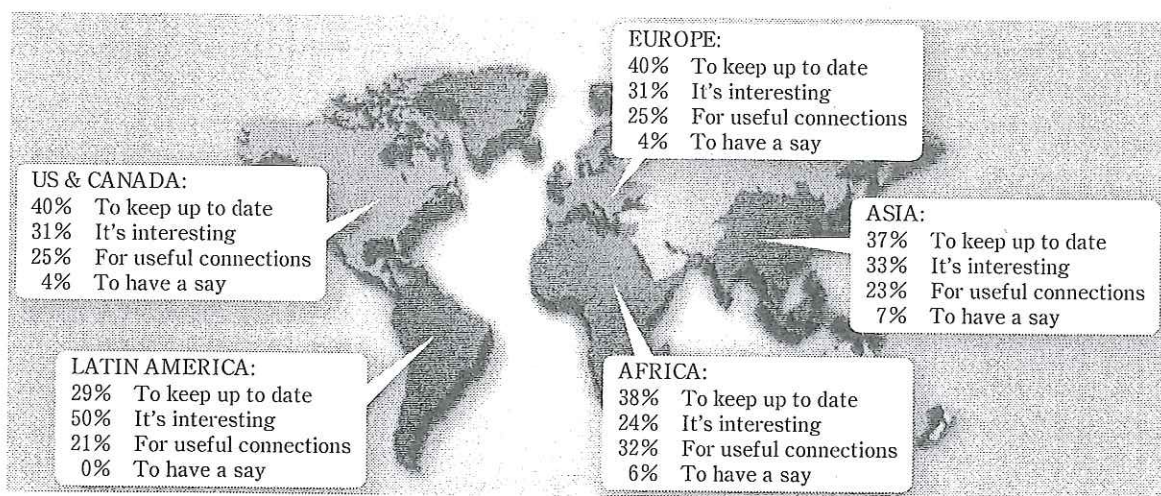 EUROPE:
40% To keep up to date
31% It's interesting
25% For useful connections
4% To have a say
US & CANADA:
40% To keep up to date
31% It's interesting
25% For useful connections
4% To have a say
ASIA:
37% To keep up to date
33% It's interesting
23% For useful connections
7% To have a say
LATIN AMERICA:
29% To keep up to date
50% It's interesting
21% For useful connections
0% To have a say
AFRICA:
38% To keep up to date
24% It's interesting
32% For useful connections
6% To have a say